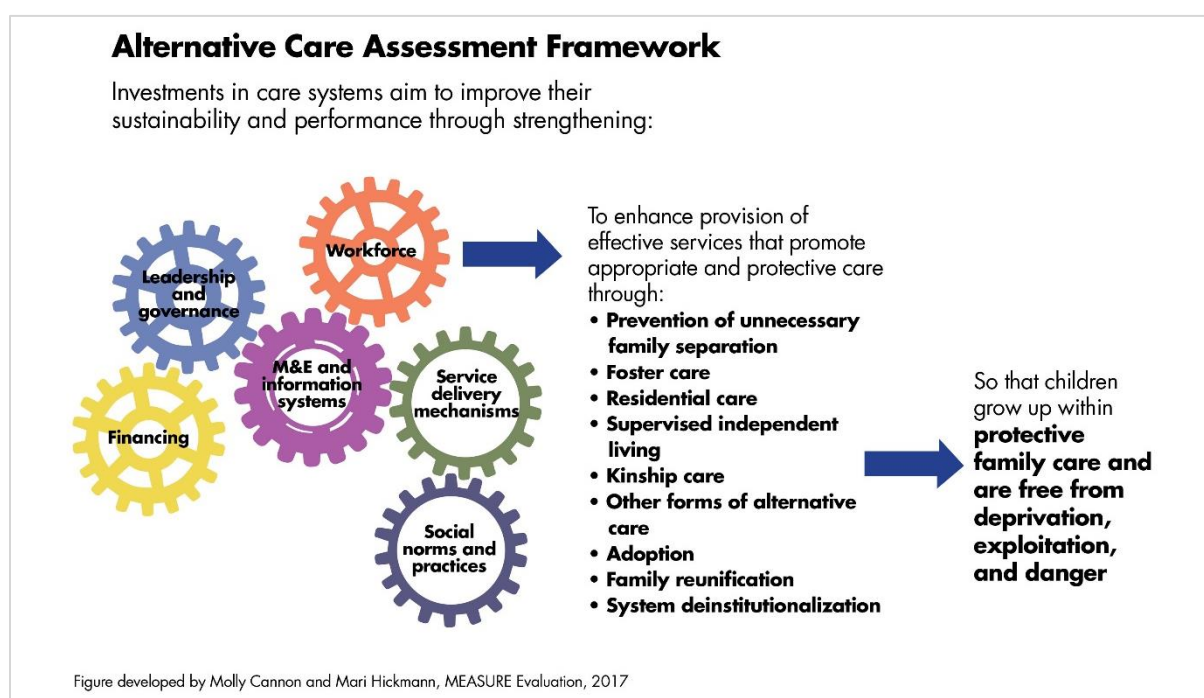 Alternative Care Assessment Framework
Investments in care systems aim to improve their
sustainability and performance through strengthening:
Workforce
Leadership
and
governance
M&E and
information
systems
Service
delivery
mechanisms
Financing
Social
norms and
practices
To enhance provision of
effective services that promote
appropriate and protective care
through:
• Prevention of unnecessary
family separation
• Foster care
• Residential care
• Supervised independent
living
• Kinship care
• Other forms of alternative
care
• Adoption
• Family reunification
• System deinstitutionalization
So that children
grow up within
protective
family care and
are free from
deprivation,
exploitation,
and danger
Figure developed by Molly Cannon and Mari Hickmann, MEASURE Evaluation, 2017